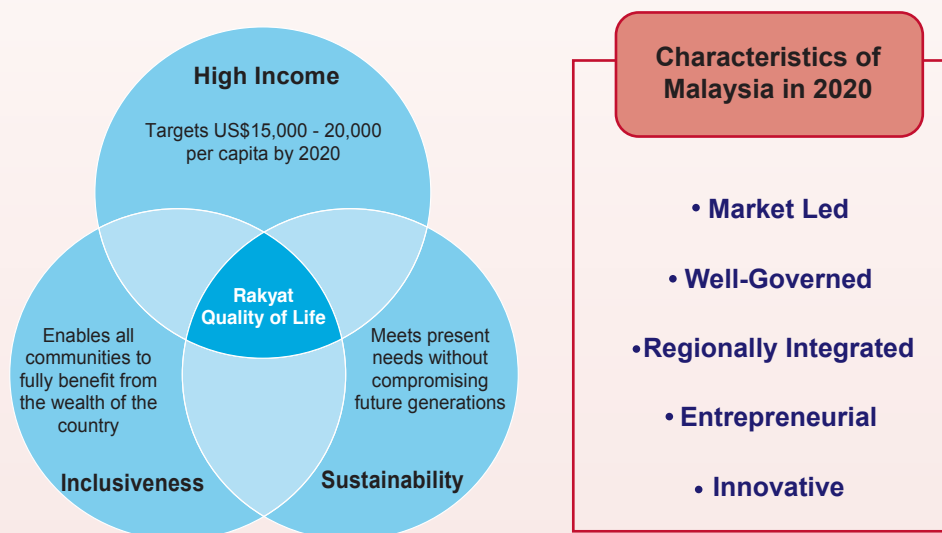 High Income
Targets US$15,000 - 20,000
per capita by 2020
Rakyat
Quality of Life
Enables all
communities to
fully benefit from
the wealth of the
country
Inclusiveness
Meets present
needs without
compromising
future generations
Sustainability
Characteristics of
Malaysia in 2020
• Market Led
• Well-Governed
•Regionally Integrated
• Entrepreneurial
• Innovative